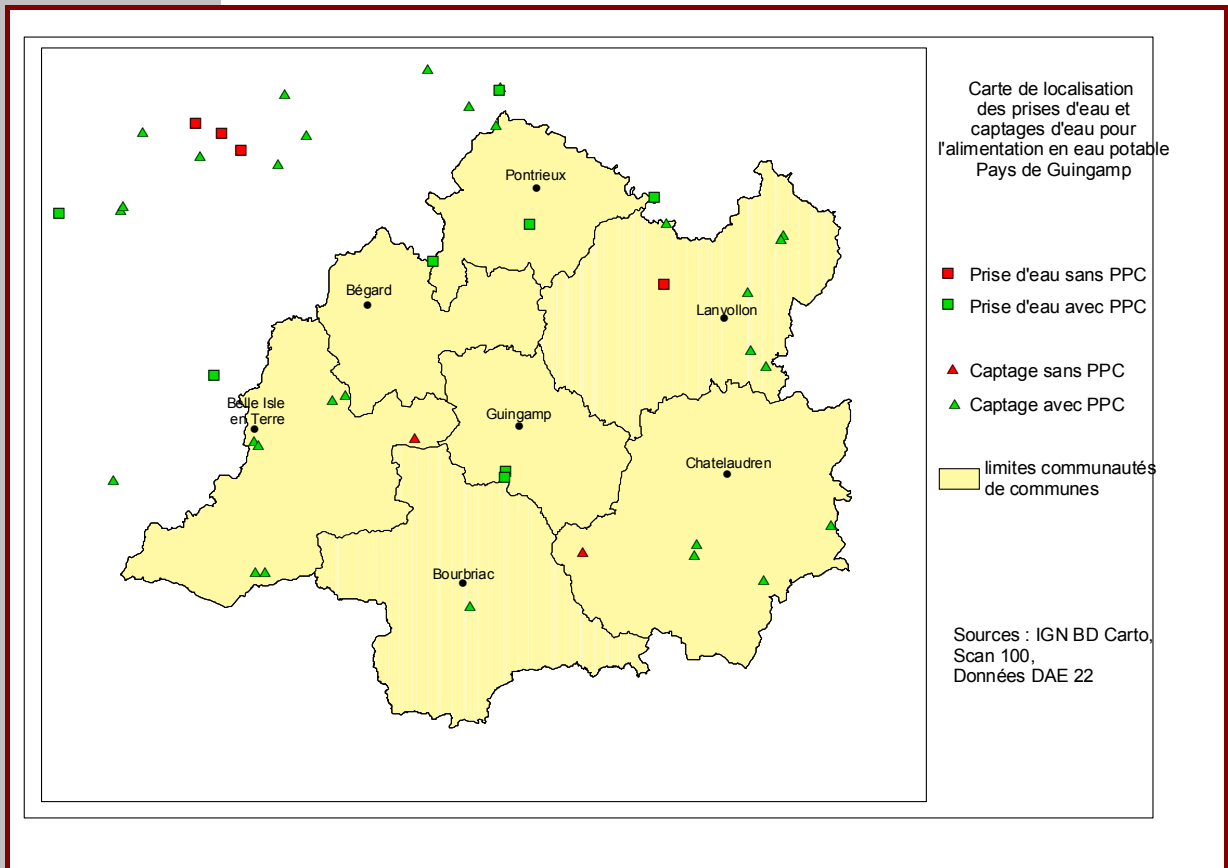 Carte de localisation
des prises d'eau et
captages d'eau pour
l'alimentation en eau potable
Pays de Guingamp
Pontrieux
Bégard
Lanvollon
Belle Isle
en Terre
Guingamp
Chatelaudren
Bourbriac
Prise d'eau sans PPC
Prise d'eau avec PPC
Captage sans PPC
Captage avec PPC
limites communautés
de communes
Sources : IGN BD Carto,
Scan 100,
Données DAE 22